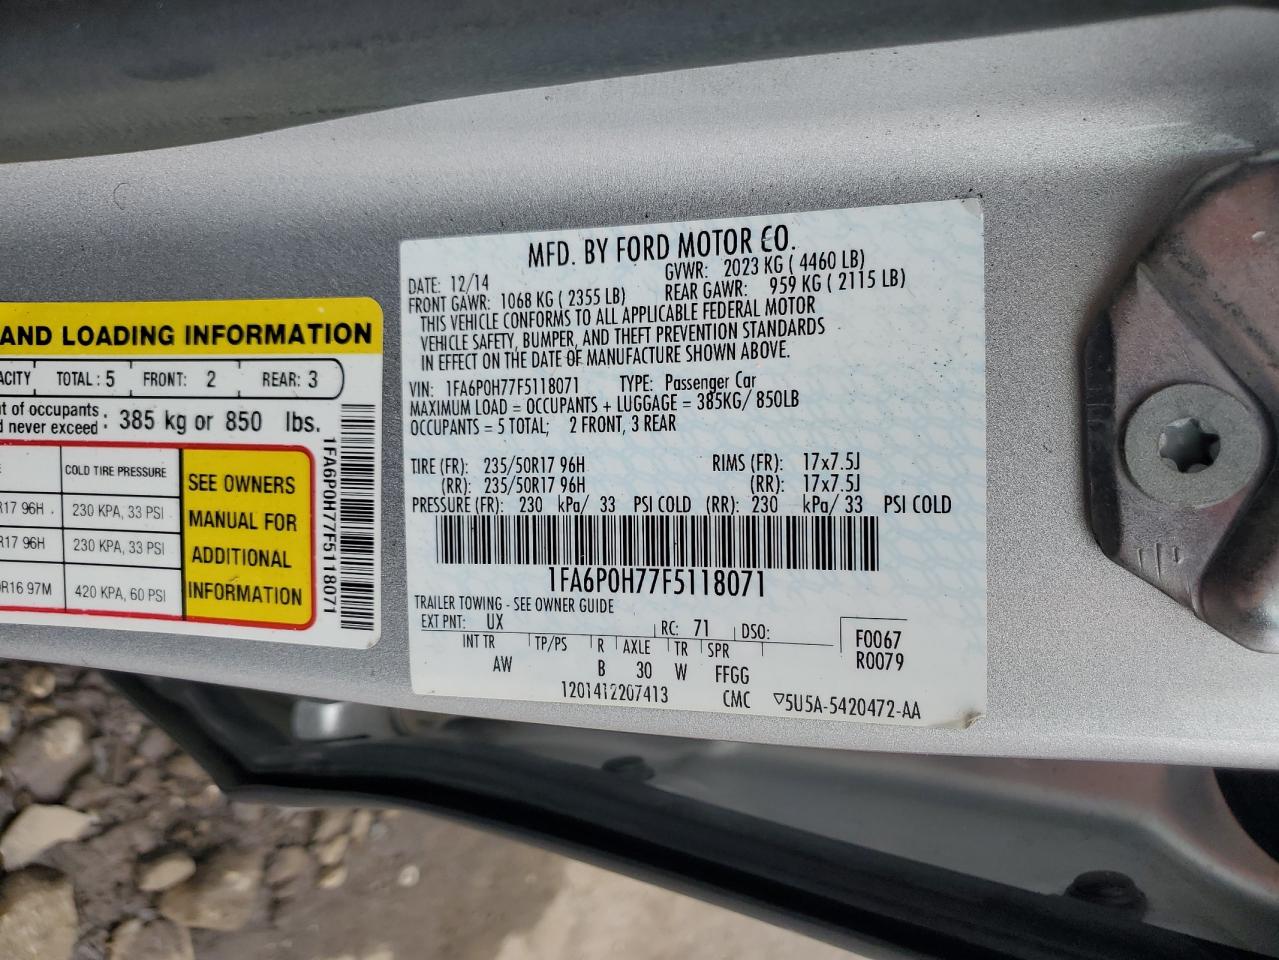 AND LOADING INFORMATION
ACITY TOTAL: 5 FRONT: 2 REAR: 3
nt of occupants
d never exceed : 385 kg or 850 lbs.
COLD TIRE PRESSURE
R17 96H 230 KPA, 33 PSI
R17 96H 230 KPA, 33 PSI
0R16 97M 420 KPA, 60 PSI
SEE OWNERS
MANUAL FOR
ADDITIONAL
INFORMATION
1FA6P0H77F5118071
MFD. BY FORD MOTOR CO.
DATE: 12/14 GVWR: 2023 KG ( 4460 LB)
FRONT GAWR: 1068 KG ( 2355 LB) REAR GAWR: 959 KG ( 2115 LB)
THIS VEHICLE CONFORMS TO ALL APPLICABLE FEDERAL MOTOR
VEHICLE SAFETY, BUMPER, AND THEFT PREVENTION STANDARDS
IN EFFECT ON THE DATE OF MANUFACTURE SHOWN ABOVE.
VIN: 1FA6P0H77F5118071 TYPE: Passenger Car
MAXIMUM LOAD = OCCUPANTS + LUGGAGE = 385KG/ 850LB
OCCUPANTS = 5 TOTAL; 2 FRONT, 3 REAR
TIRE (FR): 235/50R17 96H RIMS (FR): 17x7.5J
(RR): 235/50R17 96H (RR): 17x7.5J
PRESSURE (FR): 230 kPa/ 33 PSI COLD (RR): 230 kPa/ 33 PSI COLD
1FA6P0H77F5118071
TRAILER TOWING - SEE OWNER GUIDE
EXT PNT: UX RC: 71 DSO: F0067
INT TR TP/PS R AXLE TR SPR R0079
AW B 30 W FFGG
1201412207413 CMC ▽5U5A-5420472-AA